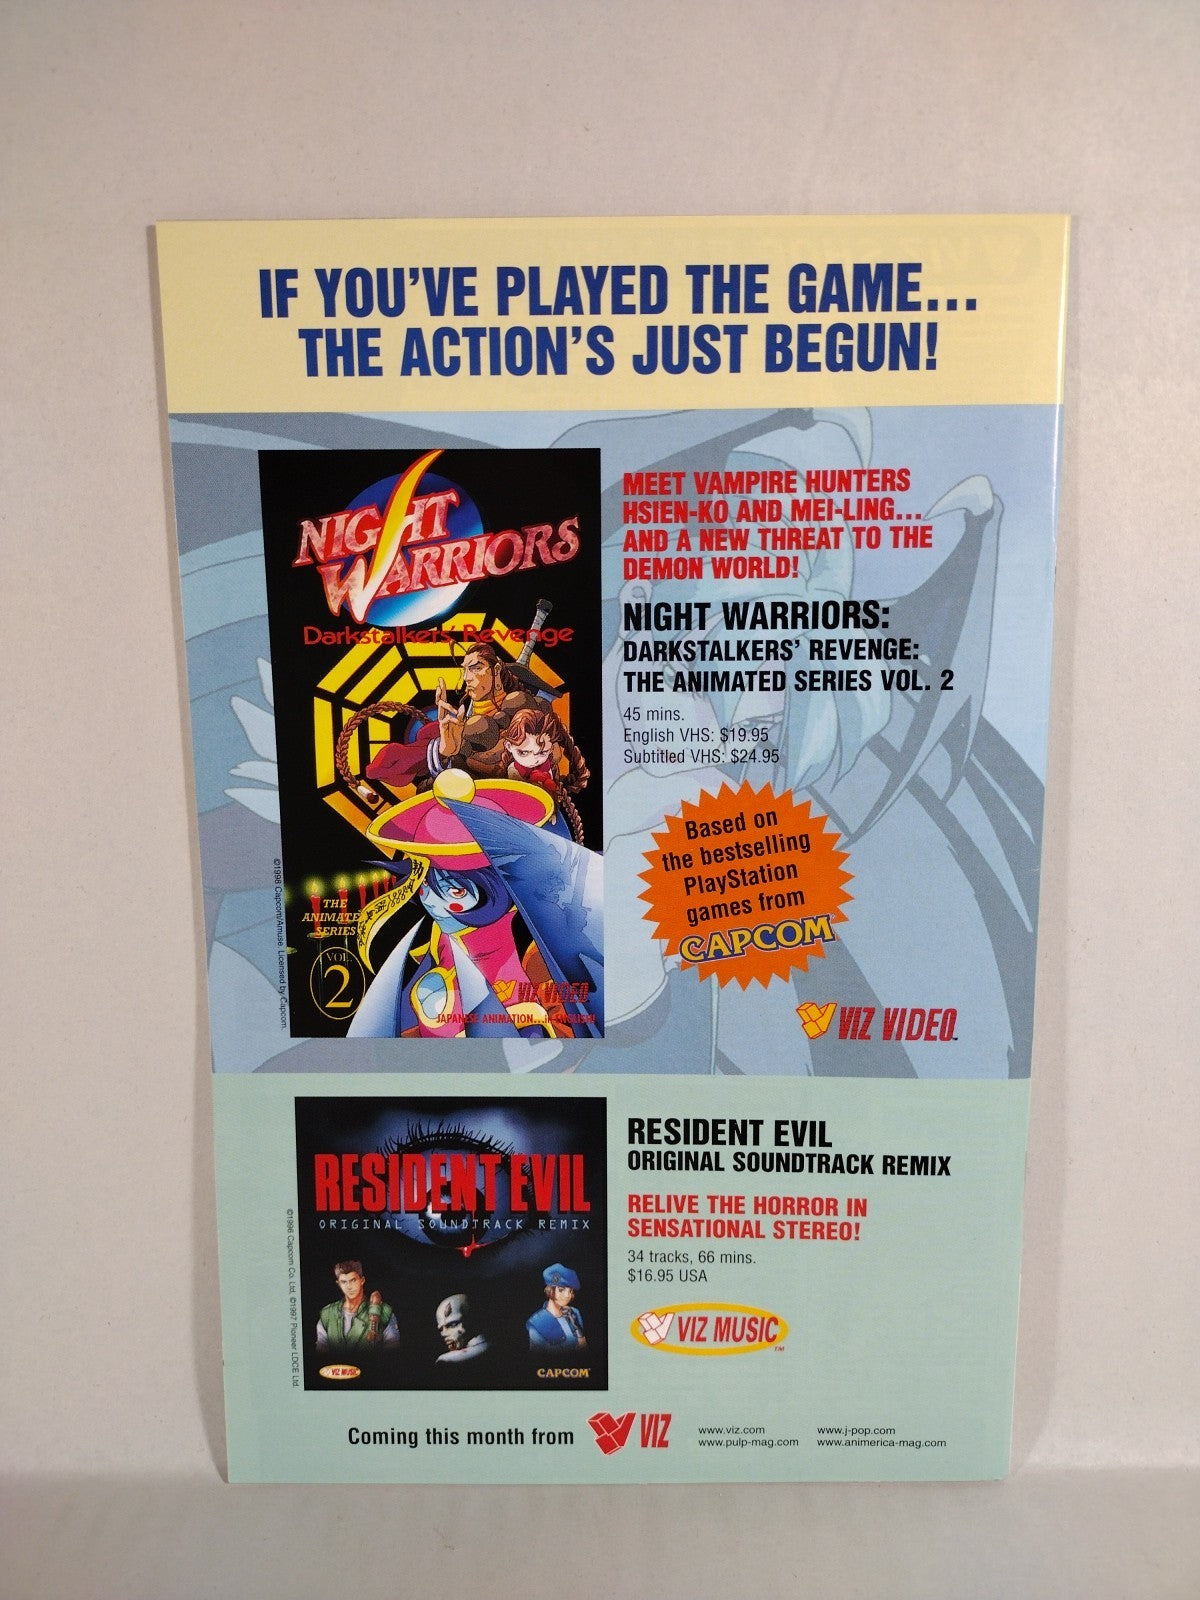 IF YOU'VE PLAYED THE GAME...
THE ACTION'S JUST BEGUN!
NIGHT
WARRIORS
Darkstalkers' Revenge
THE
ANIMATED
SERIES
VOL.
2
VIZ VIDEO
JAPANESE ANIMATION...in ENGLISH!
©1998 Capcom/Amuse. Licensed by Capcom.
MEET VAMPIRE HUNTERS
HSIEN-KO AND MEI-LING...
AND A NEW THREAT TO THE
DEMON WORLD!
NIGHT WARRIORS:
DARKSTALKERS' REVENGE:
THE ANIMATED SERIES VOL. 2
45 mins.
English VHS: $19.95
Subtitled VHS: $24.95
Based on
the bestselling
PlayStation
games from
CAPCOM
VIZ VIDEO™
RESIDENT EVIL
ORIGINAL SOUNDTRACK REMIX
VIZ MUSIC
CAPCOM
©1996 Capcom Co. Ltd. ©1997 Pioneer LDCE Ltd.
RESIDENT EVIL
ORIGINAL SOUNDTRACK REMIX
RELIVE THE HORROR IN
SENSATIONAL STEREO!
34 tracks, 66 mins.
$16.95 USA
VIZ MUSIC™
Coming this month from VIZ
www.viz.com www.j-pop.com
www.pulp-mag.com www.animerica-mag.com